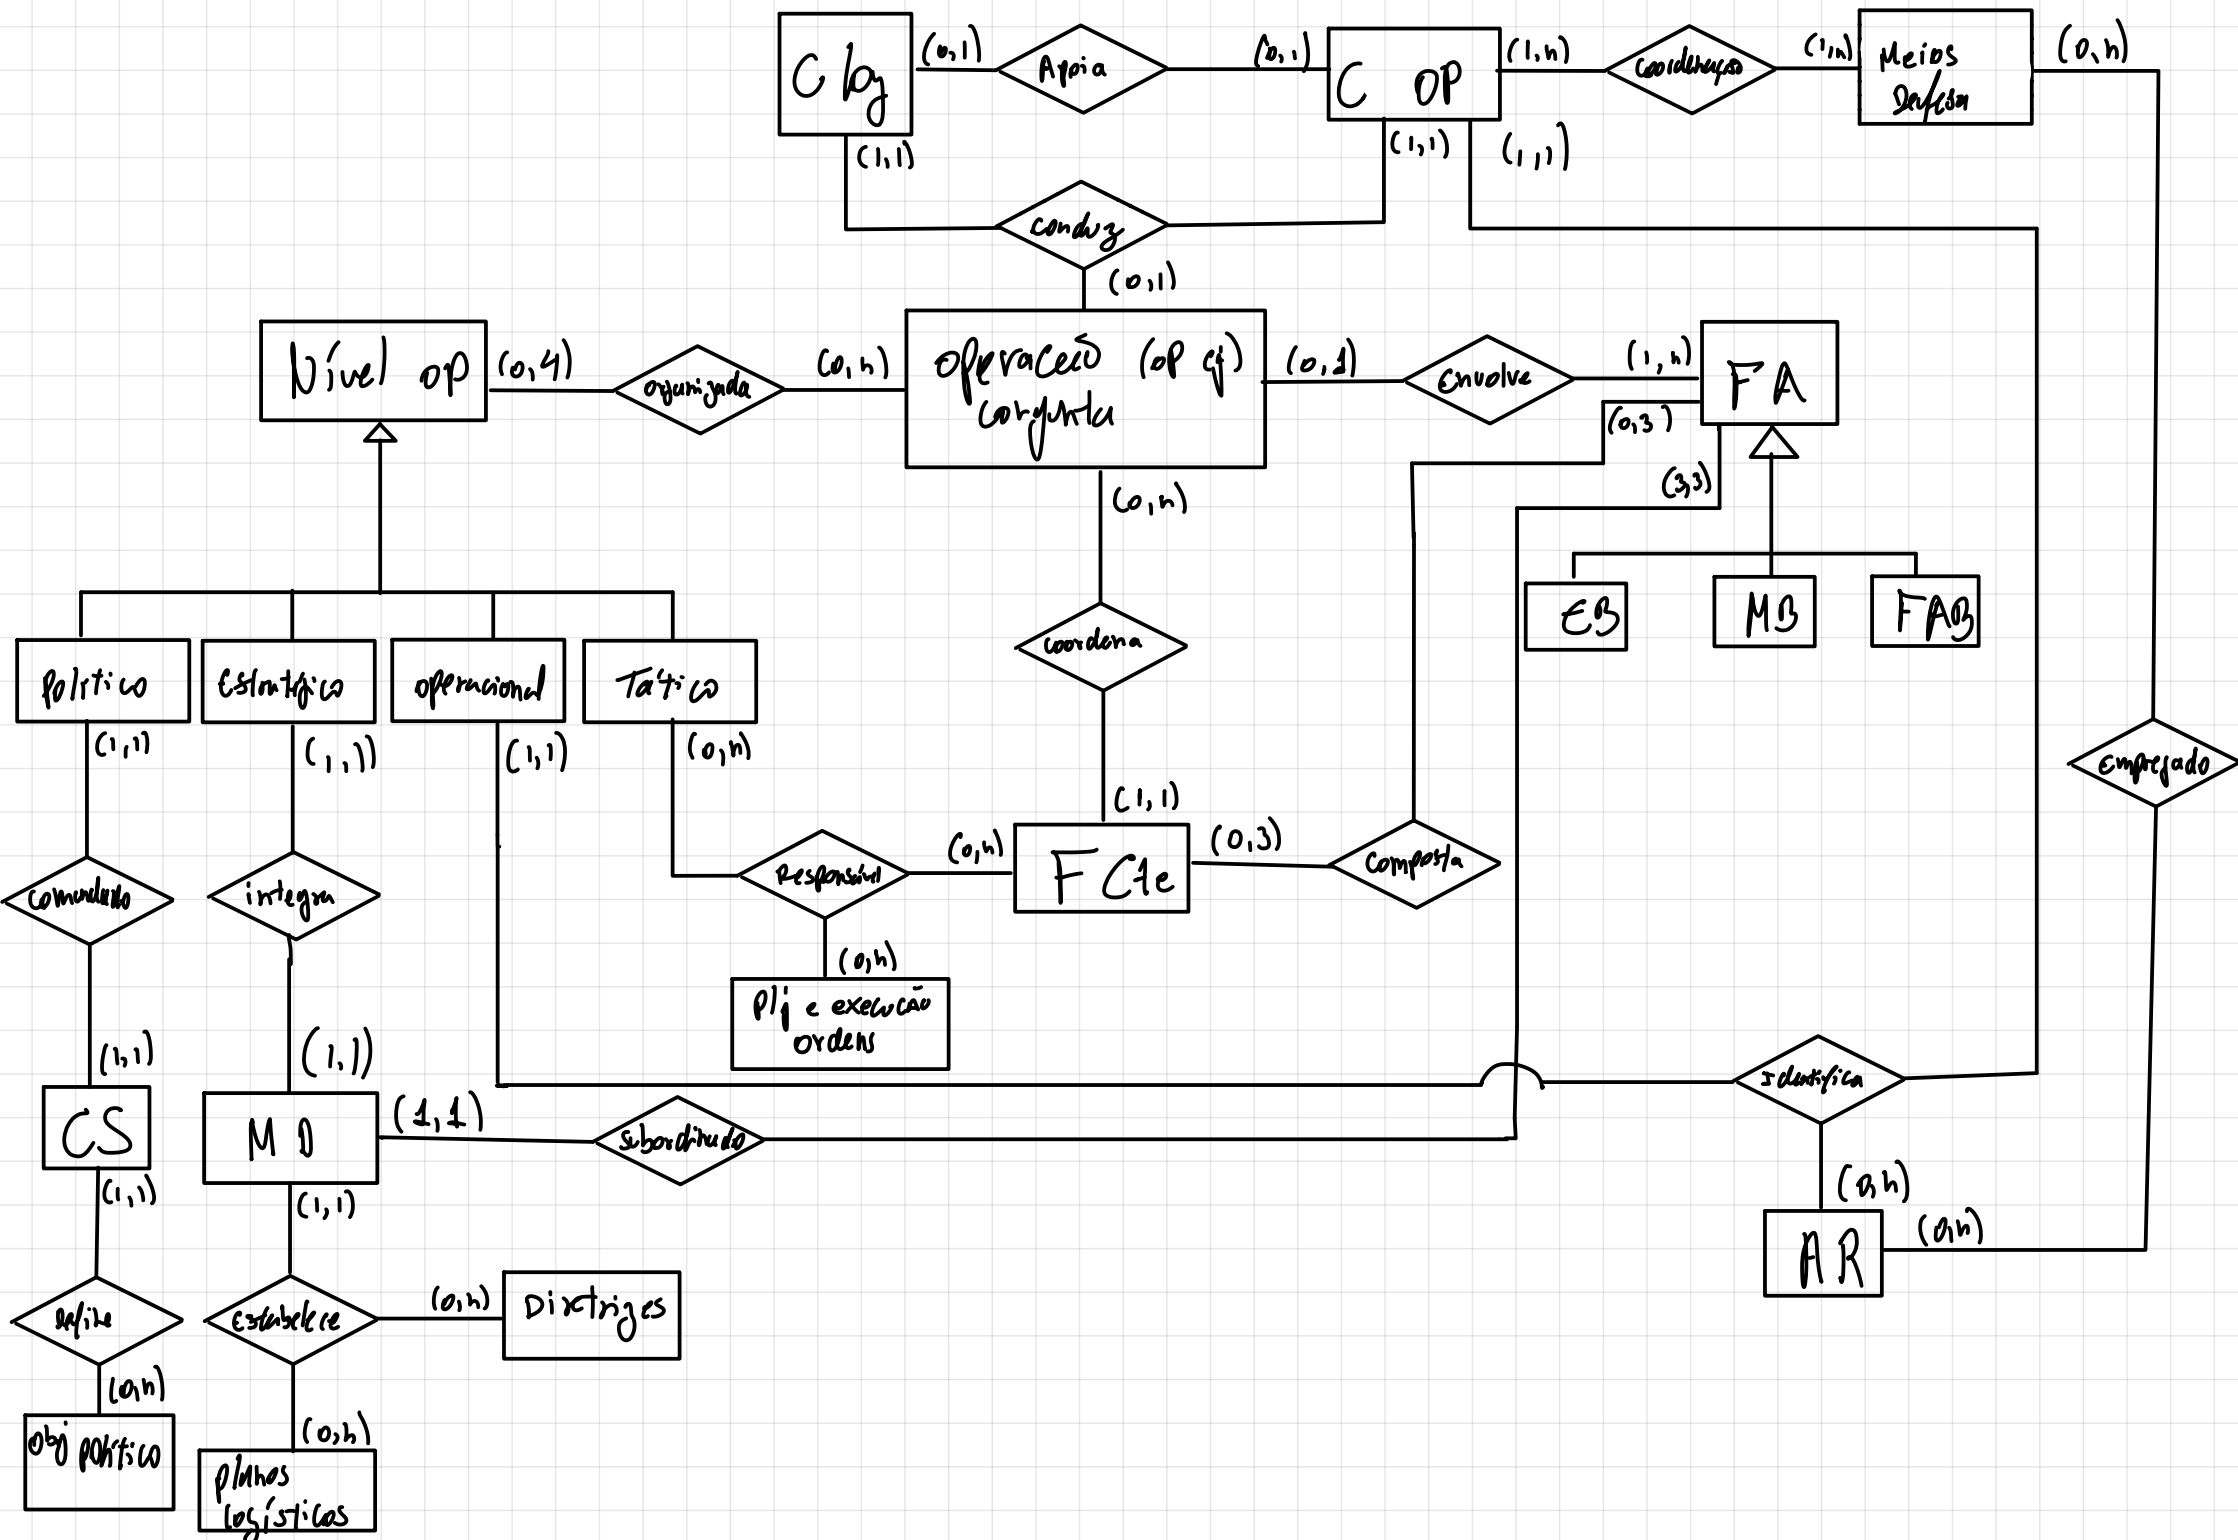 C log
(0,1)
Apoia
(0,1)
C OP
(1,n)
Coordenação
(1,n)
Meios
Defesa
(0,n)
(1,1)
(1,1)
(1,1)
conduz
(0,1)
Nível OP
(0,4)
organizada
(0,n)
operação (OP cj)
conjunta
(0,1)
Envolve
(1,n)
FA
(0,3)
(3,3)
(0,n)
EB
MB
FAB
Político
Estratégico
operacional
Tático
coordena
(1,1)
(1,1)
(1,1)
(0,n)
Empregado
(1,1)
comandado
integra
Responsável
(0,n)
F Cte
(0,3)
Composta
(0,n)
Plj e execução
ordens
(1,1)
(1,1)
Identifica
CS
MD
(1,1)
subordinado
(1,1)
(1,1)
(0,n)
AR
(0,n)
define
Estabelece
(0,n)
Diretrizes
(0,n)
(0,n)
obj político
planos
logísticos